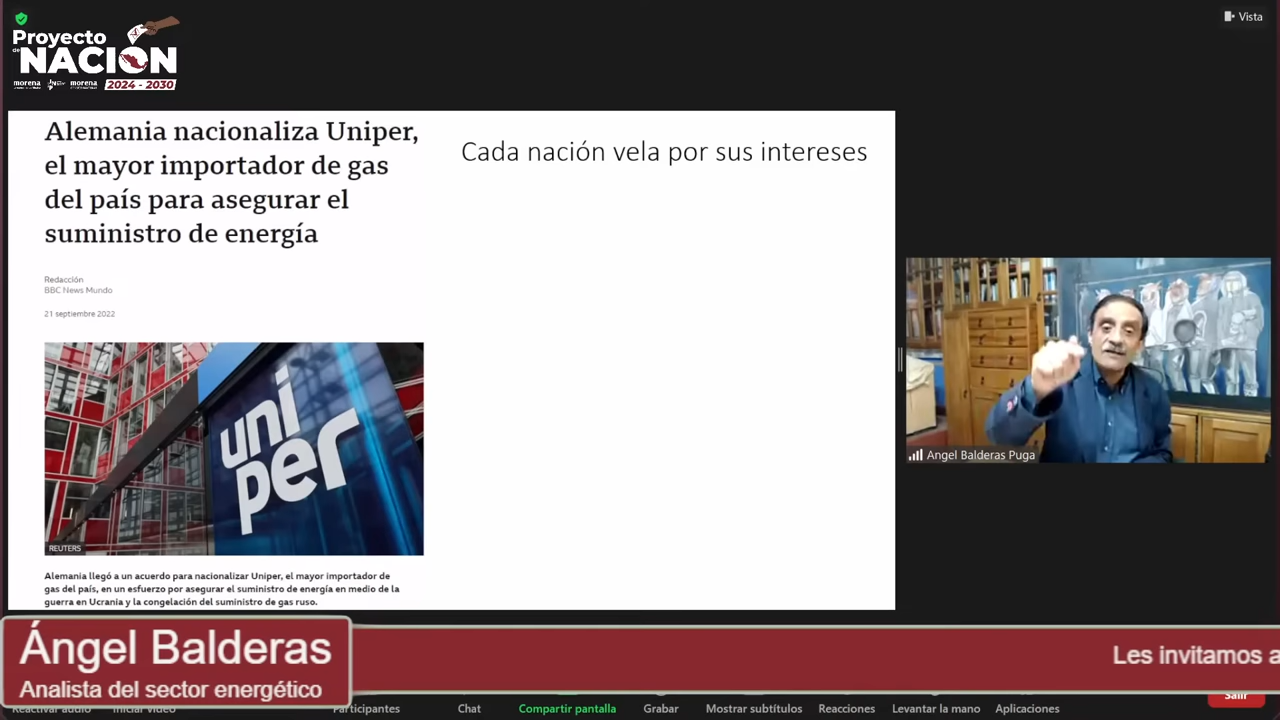 Proyecto
de NACIÓN
morena
morena
2024 - 2030
Vista
Alemania nacionaliza Uniper,
el mayor importador de gas
del país para asegurar el
suministro de energía
Redacción
BBC News Mundo
21 septiembre 2022
uni
per
REUTERS
Alemania llegó a un acuerdo para nacionalizar Uniper, el mayor importador de
gas del país, en un esfuerzo por asegurar el suministro de energía en medio de la
guerra en Ucrania y la congelación del suministro de gas ruso.
Cada nación vela por sus intereses
Angel Balderas Puga
Ángel Balderas
Analista del sector energético
Les invitamos a
Reactivar audio
Iniciar video
Participantes
Chat
Compartir pantalla
Grabar
Mostrar subtítulos
Reacciones
Levantar la mano
Aplicaciones
Salir